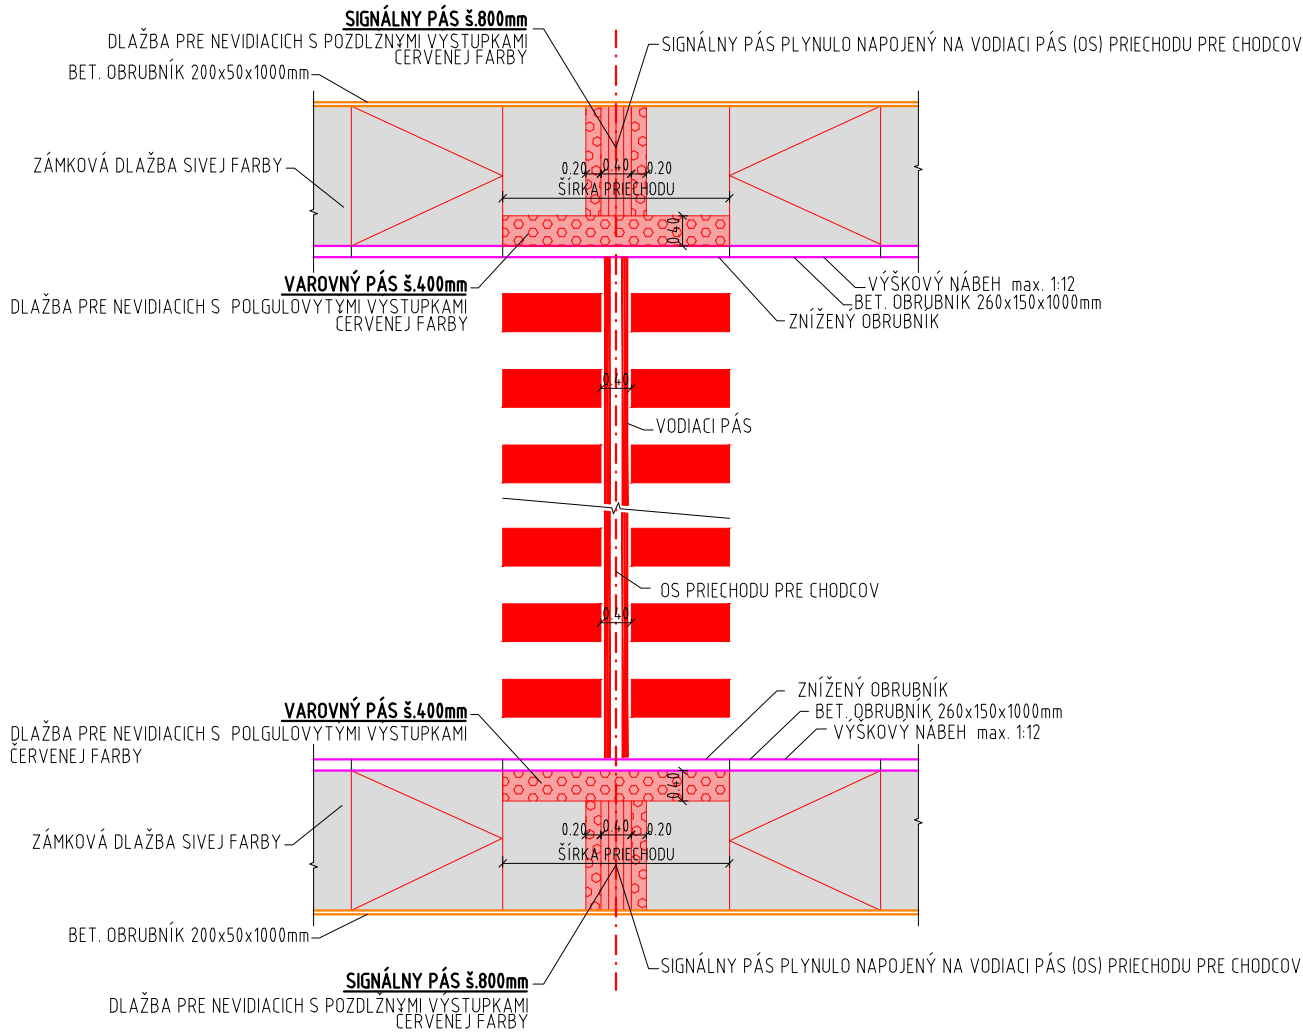 SIGNÁLNY PÁS š.800mm
DLAŽBA PRE NEVIDIACICH S POZDLŽNYMI VÝSTUPKAMI
ČERVENEJ FARBY
SIGNÁLNY PÁS PLYNULO NAPOJENÝ NA VODIACI PÁS (OS) PRIECHODU PRE CHODCOV
BET. OBRUBNÍK 200x50x1000mm
ZÁMKOVÁ DLAŽBA SIVEJ FARBY
0.20
0.40
0.20
ŠÍRKA PRIECHODU
0.40
VAROVNÝ PÁS š.400mm
DLAŽBA PRE NEVIDIACICH S POLGUĽOVÝTYMI VÝSTUPKAMI
ČERVENEJ FARBY
VÝŠKOVÝ NÁBEH max. 1:12
BET. OBRUBNIK 260x150x1000mm
ZNÍŽENÝ OBRUBNIK
0.40
VODIACI PÁS
OS PRIECHODU PRE CHODCOV
0.40
ZNÍŽENÝ OBRUBNÍK
BET. OBRUBNÍK 260x150x1000mm
VÝŠKOVÝ NÁBEH max. 1:12
VAROVNÝ PÁS š.400mm
DLAŽBA PRE NEVIDIACICH S POLGUĽOVÝTYMI VÝSTUPKAMI
ČERVENEJ FARBY
0.40
0.20
0.40
0.20
ŠÍRKA PRIECHODU
ZÁMKOVÁ DLAŽBA SIVEJ FARBY
BET. OBRUBNÍK 200x50x1000mm
SIGNÁLNY PÁS PLYNULO NAPOJENÝ NA VODIACI PÁS (OS) PRIECHODU PRE CHODCOV
SIGNÁLNY PÁS š.800mm
DLAŽBA PRE NEVIDIACICH S POZDLŽNYMI VÝSTUPKAMI
ČERVENEJ FARBY